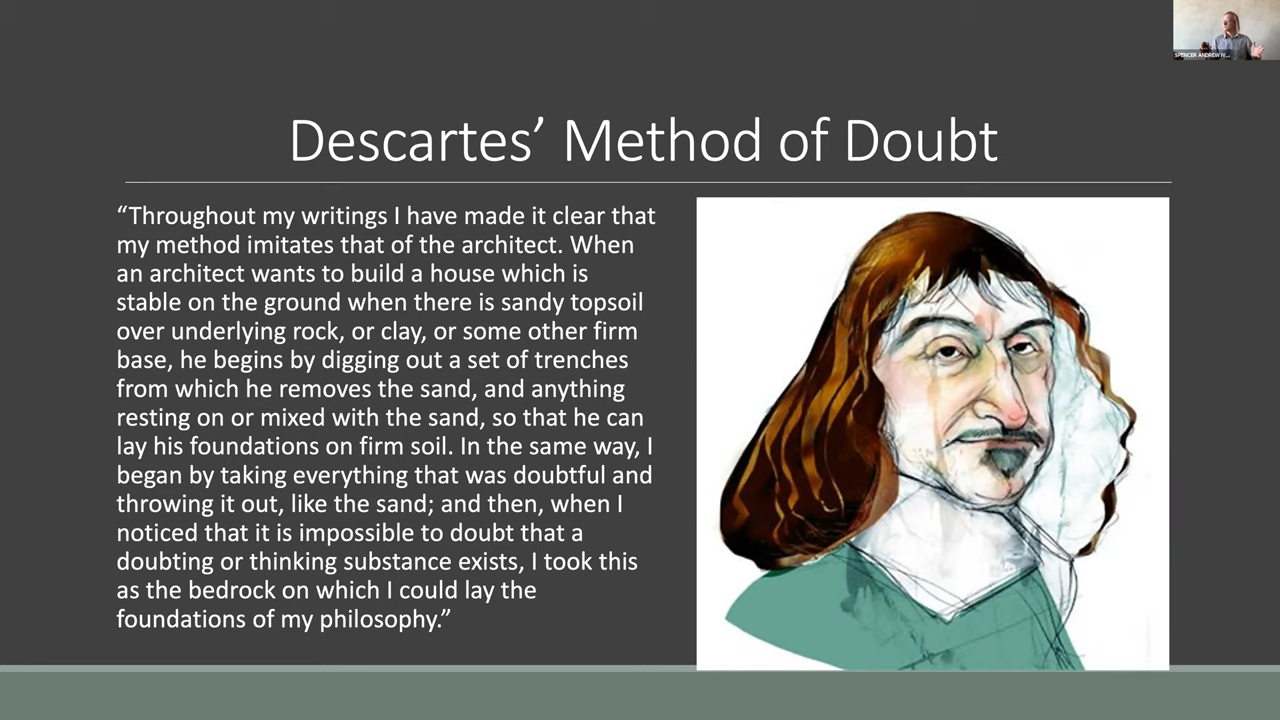 SPENCER ANDREW IV...
Descartes’ Method of Doubt
“Throughout my writings I have made it clear that
my method imitates that of the architect. When
an architect wants to build a house which is
stable on the ground when there is sandy topsoil
over underlying rock, or clay, or some other firm
base, he begins by digging out a set of trenches
from which he removes the sand, and anything
resting on or mixed with the sand, so that he can
lay his foundations on firm soil. In the same way, I
began by taking everything that was doubtful and
throwing it out, like the sand; and then, when I
noticed that it is impossible to doubt that a
doubting or thinking substance exists, I took this
as the bedrock on which I could lay the
foundations of my philosophy.”